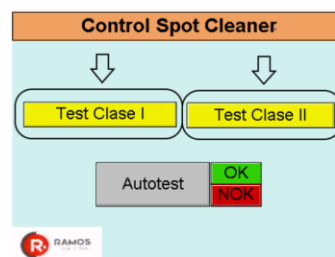 Control Spot Cleaner
Test Clase I
Test Clase II
Autotest
OK
NOK
R
RAMOS